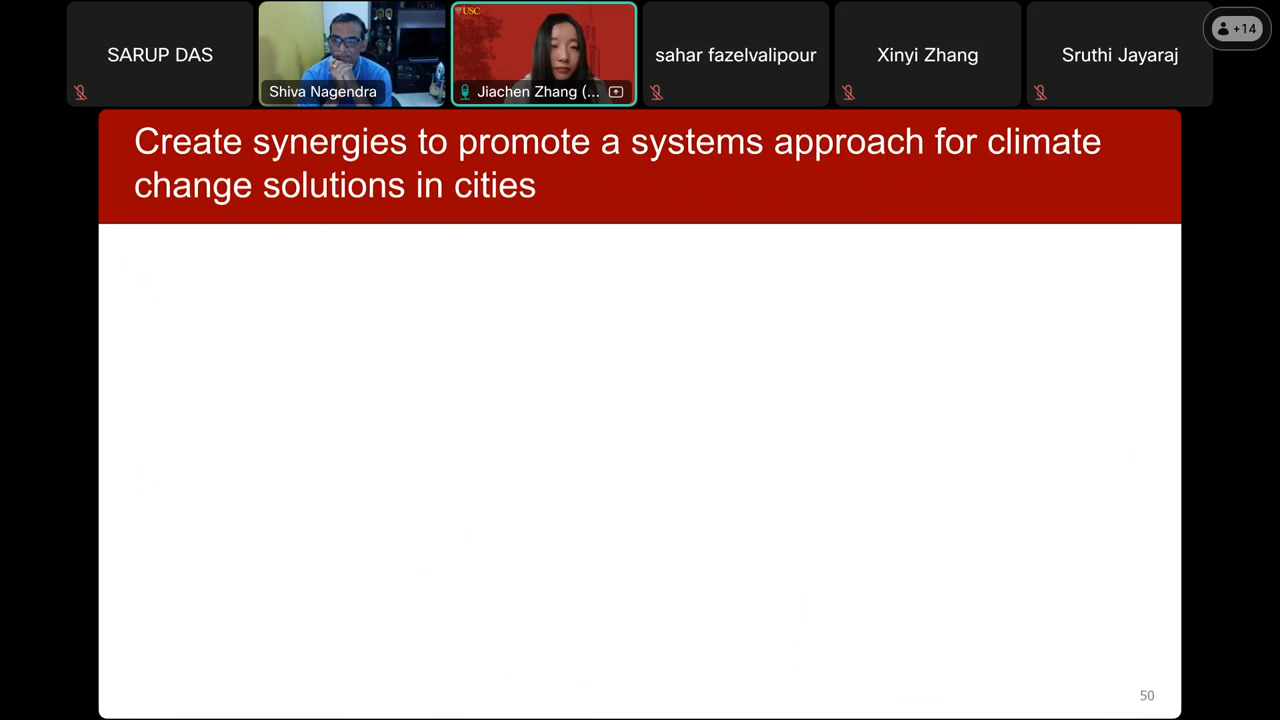 SARUP DAS
USC
sahar fazelvalipour
Xinyi Zhang
Sruthi Jayaraj
+14
Shiva Nagendra
Jiachen Zhang (...
Create synergies to promote a systems approach for climate
change solutions in cities
50